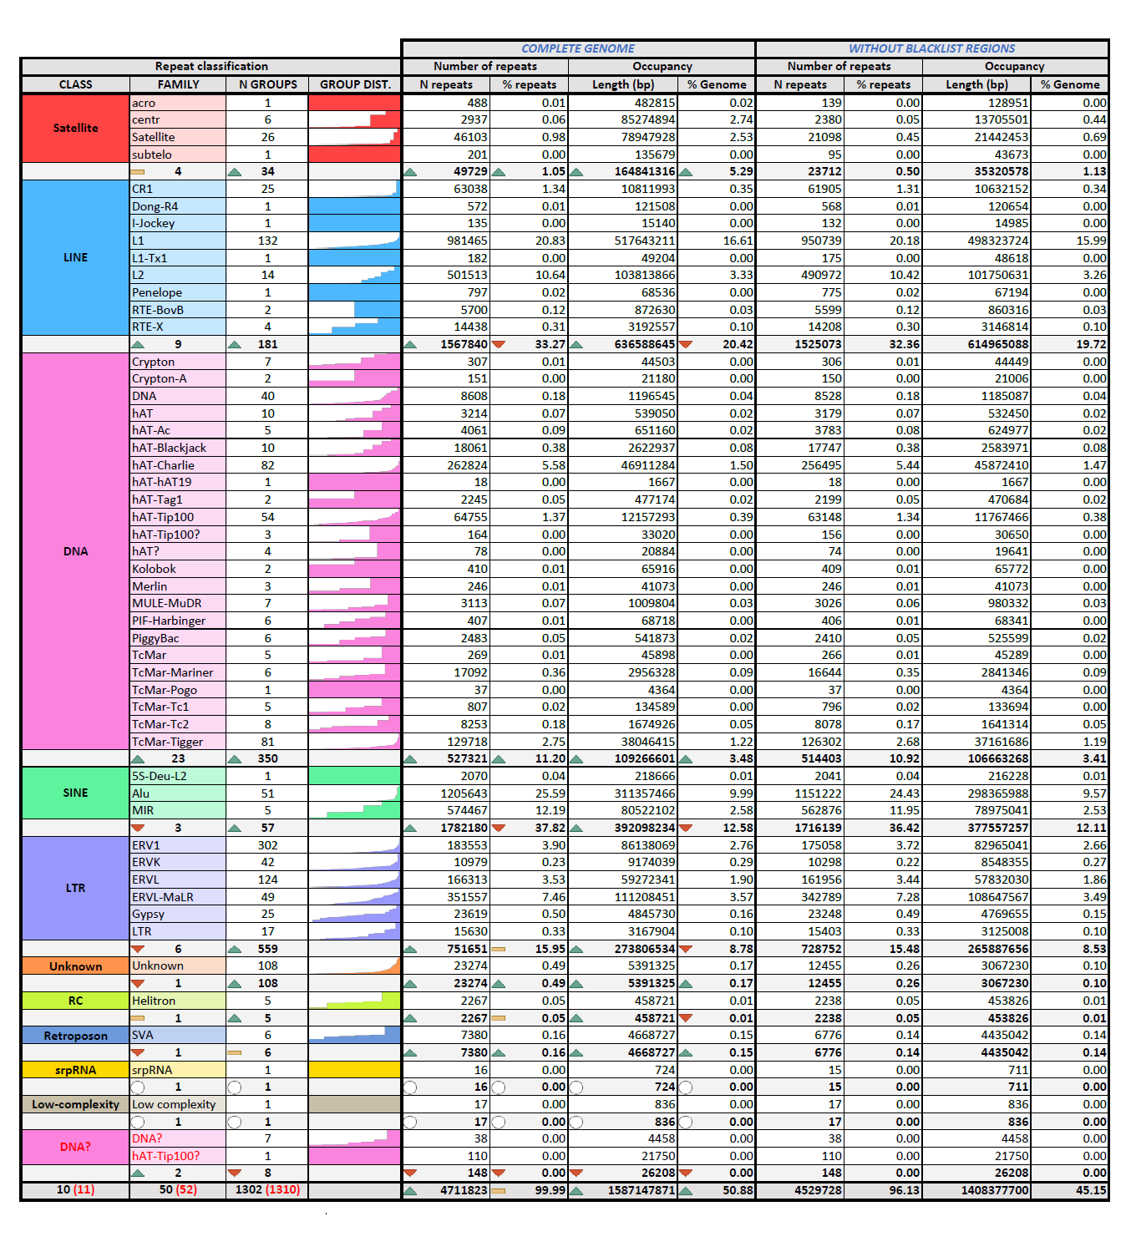 COMPLETE GENOME WITHOUT BLACKLIST REGIONS
Repeat classification Number of repeats Occupancy Number of repeats Occupancy
CLASS FAMILY N GROUPS GROUP DIST. N repeats % repeats Length (bp) % Genome N repeats % repeats Length (bp) % Genome
Satellite
acro 1 488 0.01 482815 0.02 139 0.00 128951 0.00
centr 6 2937 0.06 85274894 2.74 2380 0.05 13705501 0.44
Satellite 26 46103 0.98 78947928 2.53 21098 0.45 21442453 0.69
subtelo 1 201 0.00 135679 0.00 95 0.00 43673 0.00
4 34 49729 1.05 164841316 5.29 23712 0.50 35320578 1.13
LINE
CR1 25 63038 1.34 10811993 0.35 61905 1.31 10632152 0.34
Dong-R4 1 572 0.01 121508 0.00 568 0.01 120654 0.00
I-Jockey 1 135 0.00 15140 0.00 132 0.00 14985 0.00
L1 132 981465 20.83 517643211 16.61 950739 20.18 498323724 15.99
L1-Tx1 1 182 0.00 49204 0.00 175 0.00 48618 0.00
L2 14 501513 10.64 103813866 3.33 490972 10.42 101750631 3.26
Penelope 1 797 0.02 68536 0.00 775 0.02 67194 0.00
RTE-BovB 2 5700 0.12 872630 0.03 5599 0.12 860316 0.03
RTE-X 4 14438 0.31 3192557 0.10 14208 0.30 3146814 0.10
9 181 1567840 33.27 636588645 20.42 1525073 32.36 614965088 19.72
DNA
Crypton 7 307 0.01 44503 0.00 306 0.01 44449 0.00
Crypton-A 2 151 0.00 21180 0.00 150 0.00 21006 0.00
DNA 40 8608 0.18 1196545 0.04 8528 0.18 1185087 0.04
hAT 10 3214 0.07 539050 0.02 3179 0.07 532450 0.02
hAT-Ac 5 4061 0.09 651160 0.02 3783 0.08 624977 0.02
hAT-Blackjack 10 18061 0.38 2622937 0.08 17747 0.38 2583971 0.08
hAT-Charlie 82 262824 5.58 46911284 1.50 256495 5.44 45872410 1.47
hAT-hAT19 1 18 0.00 1667 0.00 18 0.00 1667 0.00
hAT-Tag1 2 2245 0.05 477174 0.02 2199 0.05 470684 0.02
hAT-Tip100 54 64755 1.37 12157293 0.39 63148 1.34 11767466 0.38
hAT-Tip100? 3 164 0.00 33020 0.00 156 0.00 30650 0.00
hAT? 4 78 0.00 20884 0.00 74 0.00 19641 0.00
Kolobok 2 410 0.01 65916 0.00 409 0.01 65772 0.00
Merlin 3 246 0.01 41073 0.00 246 0.01 41073 0.00
MULE-MuDR 7 3113 0.07 1009804 0.03 3026 0.06 980332 0.03
PIF-Harbinger 6 407 0.01 68718 0.00 406 0.01 68341 0.00
PiggyBac 6 2483 0.05 541873 0.02 2410 0.05 525599 0.02
TcMar 5 269 0.01 45898 0.00 266 0.01 45289 0.00
TcMar-Mariner 6 17092 0.36 2956328 0.09 16644 0.35 2841346 0.09
TcMar-Pogo 1 37 0.00 4364 0.00 37 0.00 4364 0.00
TcMar-Tc1 5 807 0.02 134589 0.00 796 0.02 133694 0.00
TcMar-Tc2 8 8253 0.18 1674926 0.05 8078 0.17 1641314 0.05
TcMar-Tigger 81 129718 2.75 38046415 1.22 126302 2.68 37161686 1.19
23 350 527321 11.20 109266601 3.48 514403 10.92 106663268 3.41
SINE
5S-Deu-L2 1 2070 0.04 218666 0.01 2041 0.04 216228 0.01
Alu 51 1205643 25.59 311357466 9.99 1151222 24.43 298365988 9.57
MIR 5 574467 12.19 80522102 2.58 562876 11.95 78975041 2.53
3 57 1782180 37.82 392098234 12.58 1716139 36.42 377557257 12.11
LTR
ERV1 302 183553 3.90 86138069 2.76 175058 3.72 82965041 2.66
ERVK 42 10979 0.23 9174039 0.29 10298 0.22 8548355 0.27
ERVL 124 166313 3.53 59272341 1.90 161956 3.44 57832030 1.86
ERVL-MaLR 49 351557 7.46 111208451 3.57 342789 7.28 108647567 3.49
Gypsy 25 23619 0.50 4845730 0.16 23248 0.49 4769655 0.15
LTR 17 15630 0.33 3167904 0.10 15403 0.33 3125008 0.10
6 559 751651 15.95 273806534 8.78 728752 15.48 265887656 8.53
Unknown Unknown 108 23274 0.49 5391325 0.17 12455 0.26 3067230 0.10
1 108 23274 0.49 5391325 0.17 12455 0.26 3067230 0.10
RC Helitron 5 2267 0.05 458721 0.01 2238 0.05 453826 0.01
1 5 2267 0.05 458721 0.01 2238 0.05 453826 0.01
Retroposon SVA 6 7380 0.16 4668727 0.15 6776 0.14 4435042 0.14
1 6 7380 0.16 4668727 0.15 6776 0.14 4435042 0.14
srpRNA srpRNA 1 16 0.00 724 0.00 15 0.00 711 0.00
1 1 16 0.00 724 0.00 15 0.00 711 0.00
Low-complexity Low complexity 1 17 0.00 836 0.00 17 0.00 836 0.00
1 1 17 0.00 836 0.00 17 0.00 836 0.00
DNA?
DNA? 7 38 0.00 4458 0.00 38 0.00 4458 0.00
hAT-Tip100? 1 110 0.00 21750 0.00 110 0.00 21750 0.00
2 8 148 0.00 26208 0.00 148 0.00 26208 0.00
10 (11) 50 (52) 1302 (1310) 4711823 99.99 1587147871 50.88 4529728 96.13 1408377700 45.15